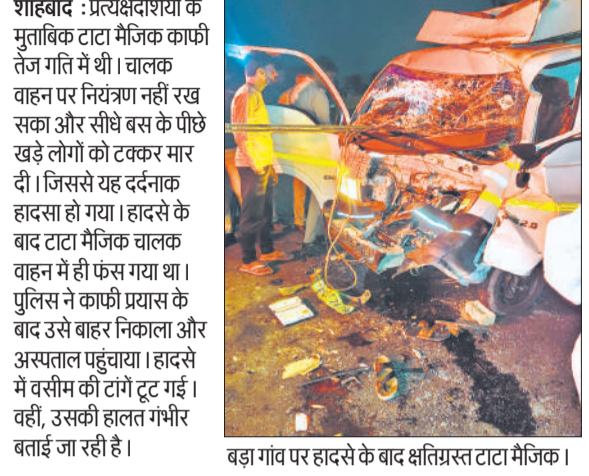 शाहबाद : प्रत्यक्षदर्शियों के
मुताबिक टाटा मैजिक काफी
तेज गति में थी। चालक
वाहन पर नियंत्रण नहीं रख
सका और सीधे बस के पीछे
खड़े लोगों को टक्कर मार
दी। जिससे यह दर्दनाक
हादसा हो गया। हादसे के
बाद टाटा मैजिक चालक
वाहन में ही फंस गया था।
पुलिस ने काफी प्रयास के
बाद उसे बाहर निकाला और
अस्पताल पहुंचाया। हादसे
में वसीम की टांगें टूट गई।
वहीं, उसकी हालत गंभीर
बताई जा रही है।
बड़ा गांव पर हादसे के बाद क्षतिग्रस्त टाटा मैजिक।